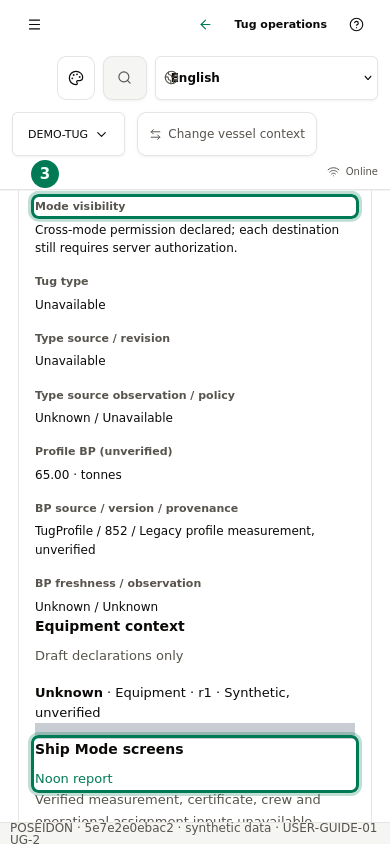 Tug operations
English
DEMO-TUG
Change vessel context
3
Online
Mode visibility
Cross-mode permission declared; each destination
still requires server authorization.
Tug type
Unavailable
Type source / revision
Unavailable
Type source observation / policy
Unknown / Unavailable
Profile BP (unverified)
65.00 · tonnes
BP source / version / provenance
TugProfile / 852 / Legacy profile measurement,
unverified
BP freshness / observation
Unknown / Unknown
Equipment context
Draft declarations only
Unknown · Equipment · r1 · Synthetic,
unverified
Ship Mode screens
Noon report
Verified measurement, certificate, crew and
operational assignment inputs unavailable
POSEIDON · 5e7e2e0ebac2 · synthetic data · USER-GUIDE-01
UG-2